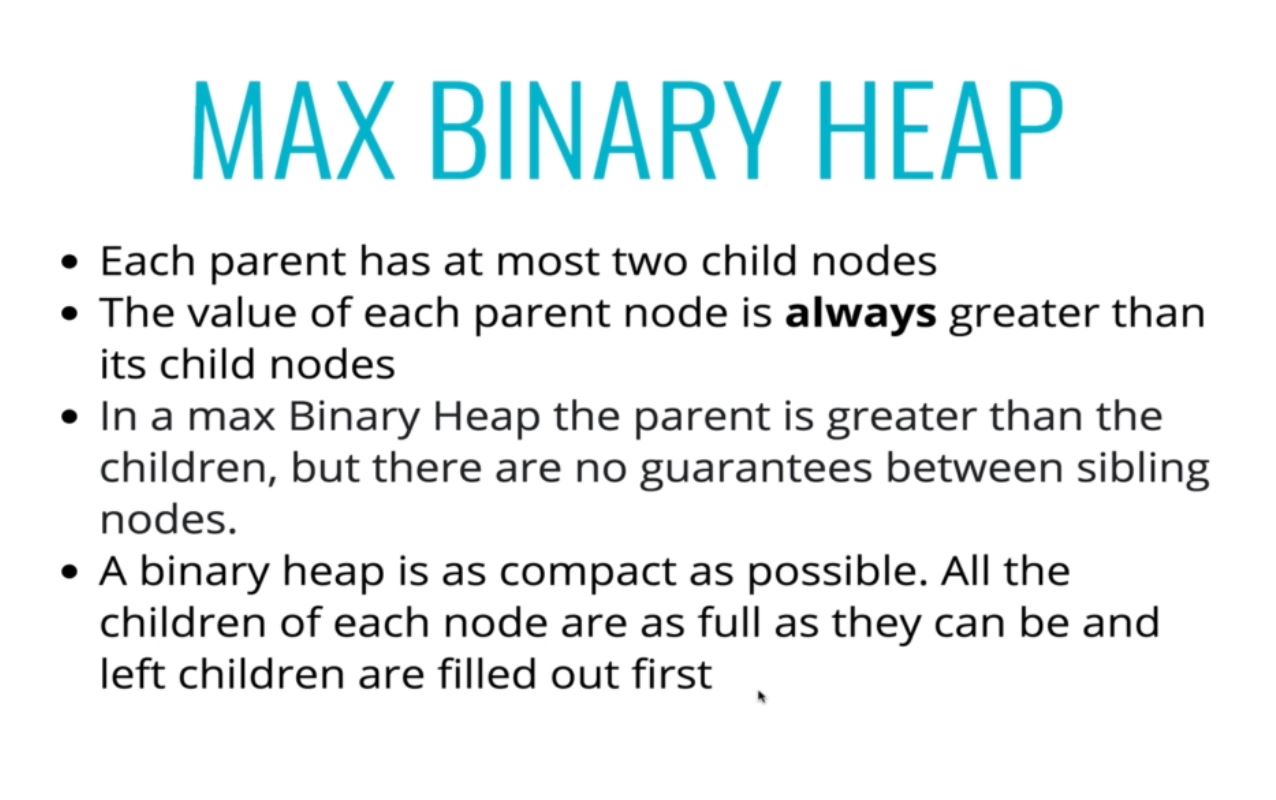 MAX BINARY HEAP
• Each parent has at most two child nodes
• The value of each parent node is always greater than
its child nodes
• In a max Binary Heap the parent is greater than the
children, but there are no guarantees between sibling
nodes.
• A binary heap is as compact as possible. All the
children of each node are as full as they can be and
left children are filled out first